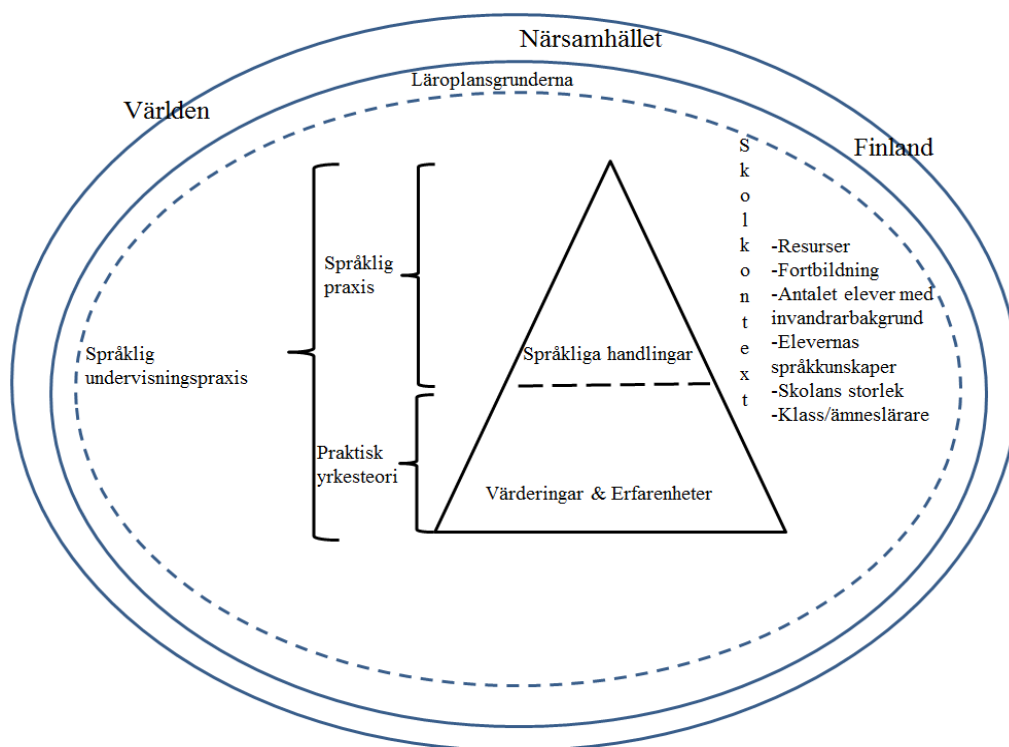 Närsamhället
Läroplansgrunderna
Världen
Finland
Skolkontext
-Resurser
-Fortbildning
-Antalet elever med
invandrarbakgrund
-Elevernas
språkkunskaper
-Skolans storlek
-Klass/ämneslärare
Språklig
praxis
Språkliga handlingar
Språklig
undervisningspraxis
Praktisk
yrkesteori
Värderingar & Erfarenheter